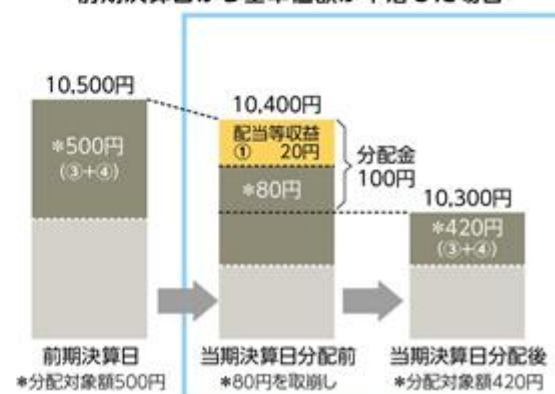 前期決算日から基準価額が下落した場合
10,500円
*500円
(③+④)
前期決算日
*分配対象額500円
10,400円
配当等収益
① 20円
*80円
分配金
100円
当期決算日分配前
*80円を取崩し
10,300円
*420円
(③+④)
当期決算日分配後
*分配対象額420円